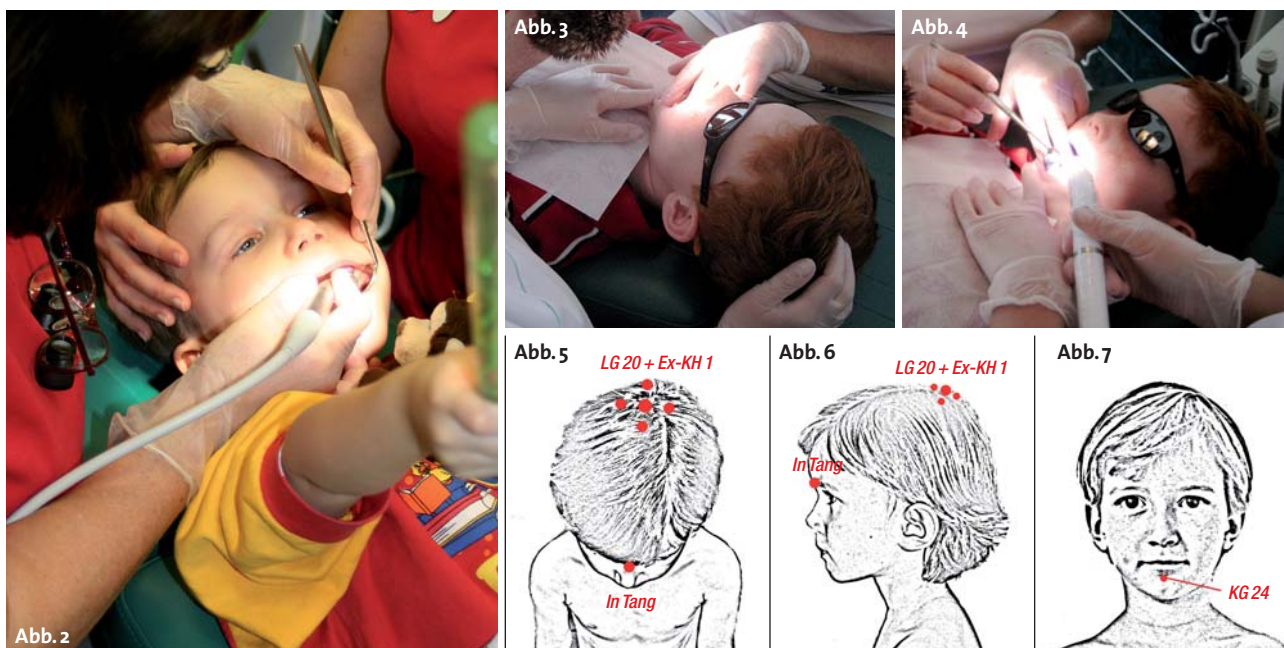 Abb. 2
Abb. 3
Abb. 4
Abb. 5
LG 20 + Ex-KH 1
In Tang
Abb. 6
LG 20 + Ex-KH 1
In Tang
Abb. 7
KG 24